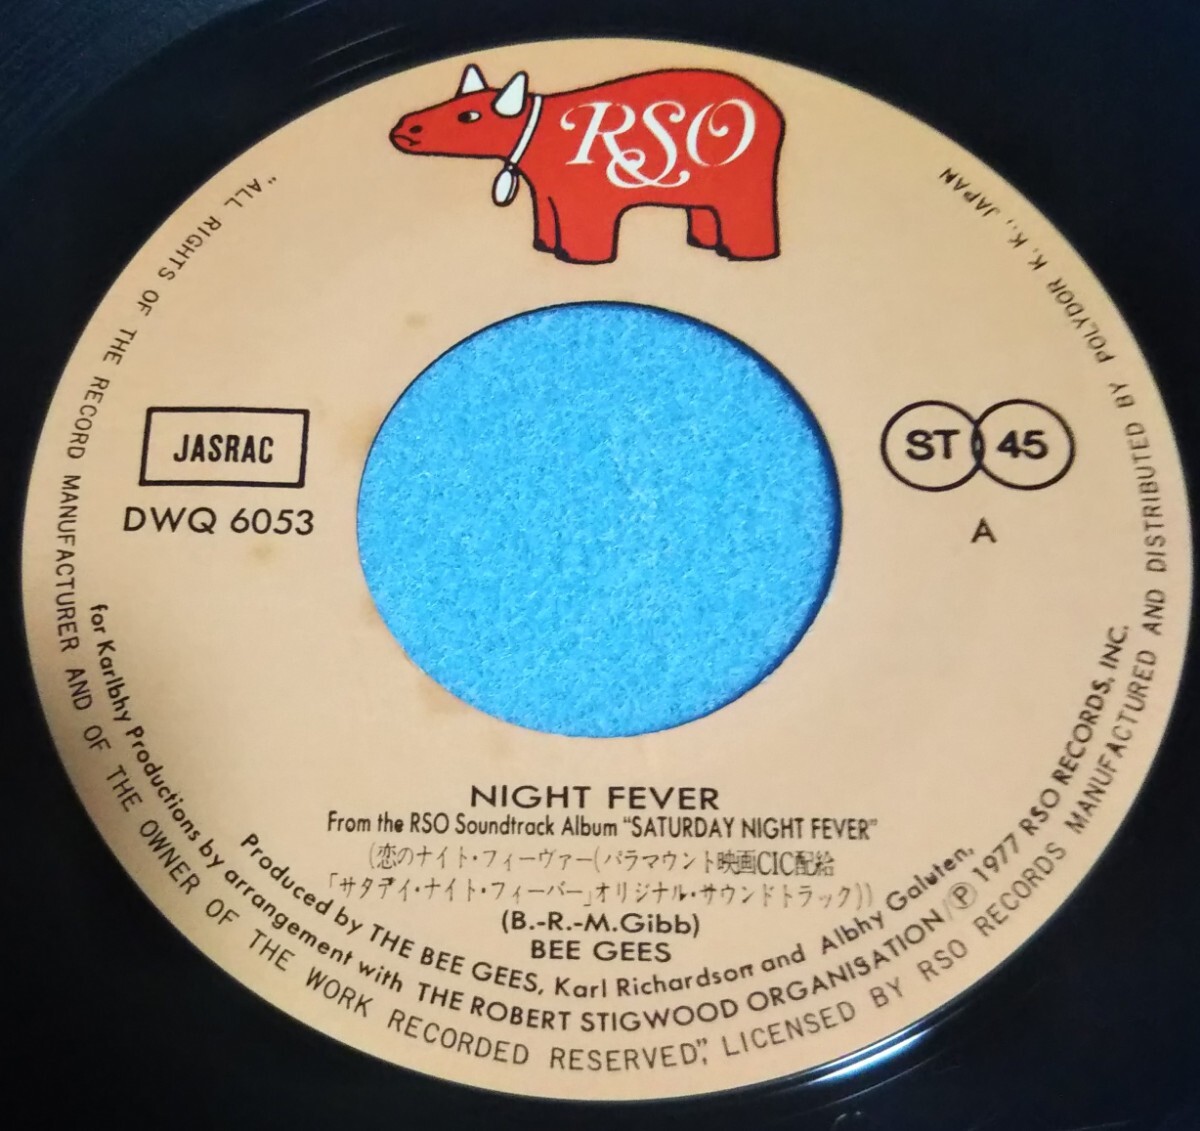 RSO
JASRAC
DWQ 6053
ST 45
A
NIGHT FEVER
From the RSO Soundtrack Album "SATURDAY NIGHT FEVER"
(恋のナイト・フィーヴァー(パラマウント映画CIC配給
「サタデイ・ナイト・フィーバー」オリジナル・サウンドトラック))
(B.-R.-M.Gibb)
BEE GEES
Produced by THE BEE GEES, Karl Richardson and Albhy Galuten,
for Karlbhy Productions by arrangement with THE ROBERT STIGWOOD ORGANISATION/Ⓟ 1977 RSO RECORDS, INC.
"ALL RIGHTS OF THE RECORD MANUFACTURER AND OF THE OWNER OF THE WORK RECORDED RESERVED", LICENSED BY RSO RECORDS MANUFACTURED AND DISTRIBUTED BY POLYDOR K. K., JAPAN